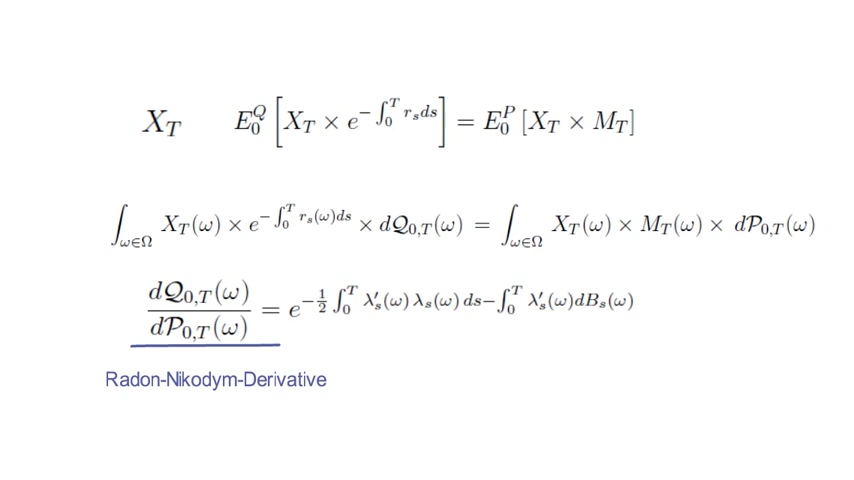 X_T E_0^Q [X_T × e^{−∫_0^T r_s ds}] = E_0^P [X_T × M_T]
∫_{ω∈Ω} X_T(ω) × e^{−∫_0^T r_s(ω)ds} × d𝒬_{0,T}(ω) = ∫_{ω∈Ω} X_T(ω) × M_T(ω) × d𝒫_{0,T}(ω)
d𝒬_{0,T}(ω) / d𝒫_{0,T}(ω) = e^{−1/2 ∫_0^T λ'_s(ω) λ_s(ω) ds − ∫_0^T λ'_s(ω)dB_s(ω)}
Radon-Nikodym-Derivative